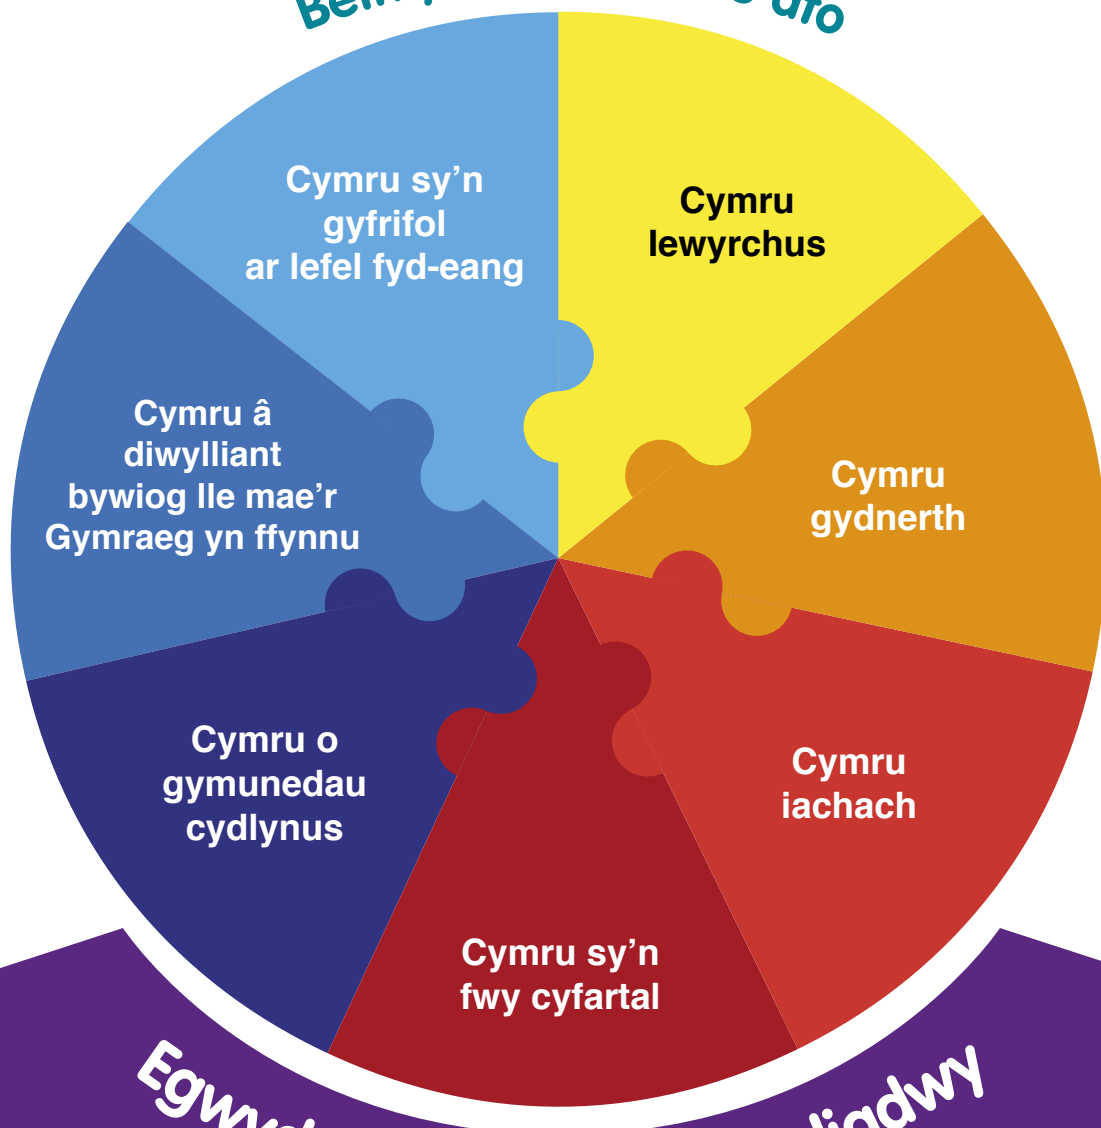 Cymru sy’n
gyfrifol
ar lefel fyd-eang
Cymru
lewyrchus
Cymru
gydnerth
Cymru
iachach
Cymru sy’n
fwy cyfartal
Cymru o
gymunedau
cydlynus
Cymru â
diwylliant
bywiog lle mae’r
Gymraeg yn ffynnu